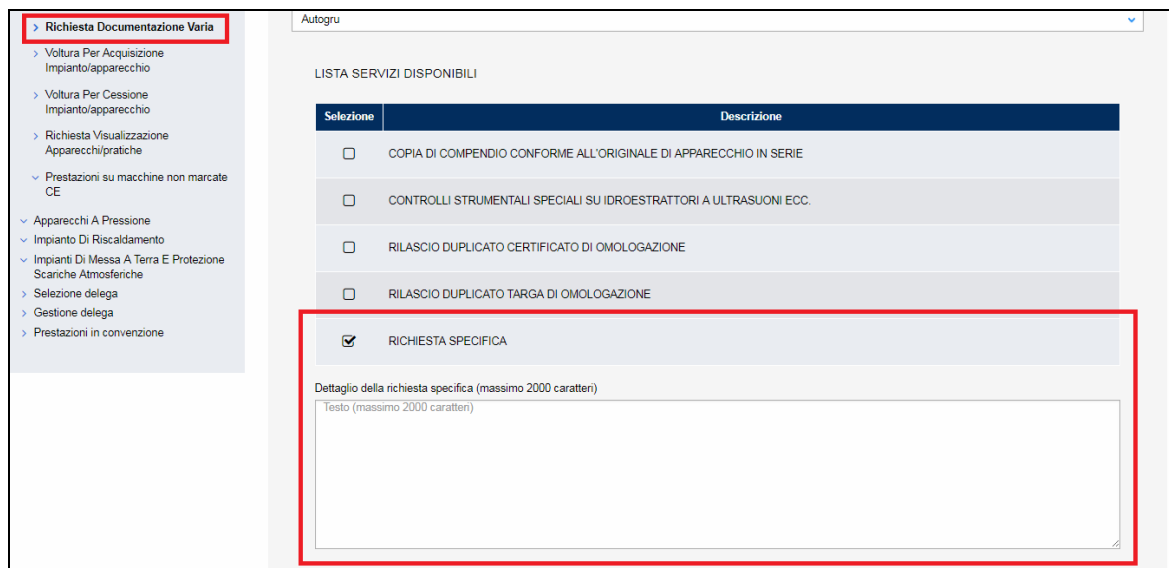 Richiesta Documentazione Varia
Voltura Per Acquisizione
Impianto/apparecchio
Voltura Per Cessione
Impianto/apparecchio
Richiesta Visualizzazione
Apparecchi/pratiche
Prestazioni su macchine non marcate
CE
Apparecchi A Pressione
Impianto Di Riscaldamento
Impianti Di Messa A Terra E Protezione
Scariche Atmosferiche
Selezione delega
Gestione delega
Prestazioni in convenzione
Autogru
LISTA SERVIZI DISPONIBILI
Selezione Descrizione
COPIA DI COMPENDIO CONFORME ALL'ORIGINALE DI APPARECCHIO IN SERIE
CONTROLLI STRUMENTALI SPECIALI SU IDROESTRATTORI A ULTRASUONI ECC.
RILASCIO DUPLICATO CERTIFICATO DI OMOLOGAZIONE
RILASCIO DUPLICATO TARGA DI OMOLOGAZIONE
RICHIESTA SPECIFICA
Dettaglio della richiesta specifica (massimo 2000 caratteri)
Testo (massimo 2000 caratteri)